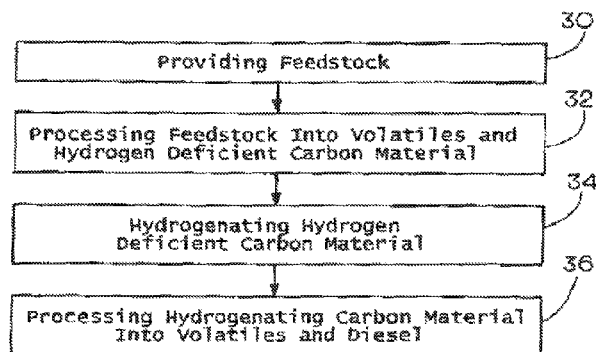 30
Providing Feedstock
32
Processing Feedstock Into Volatiles and
Hydrogen Deficient Carbon Material
34
Hydrogenating Hydrogen
Deficient Carbon Material
36
Processing Hydrogenating Carbon Material
Into Volatiles and Diesel